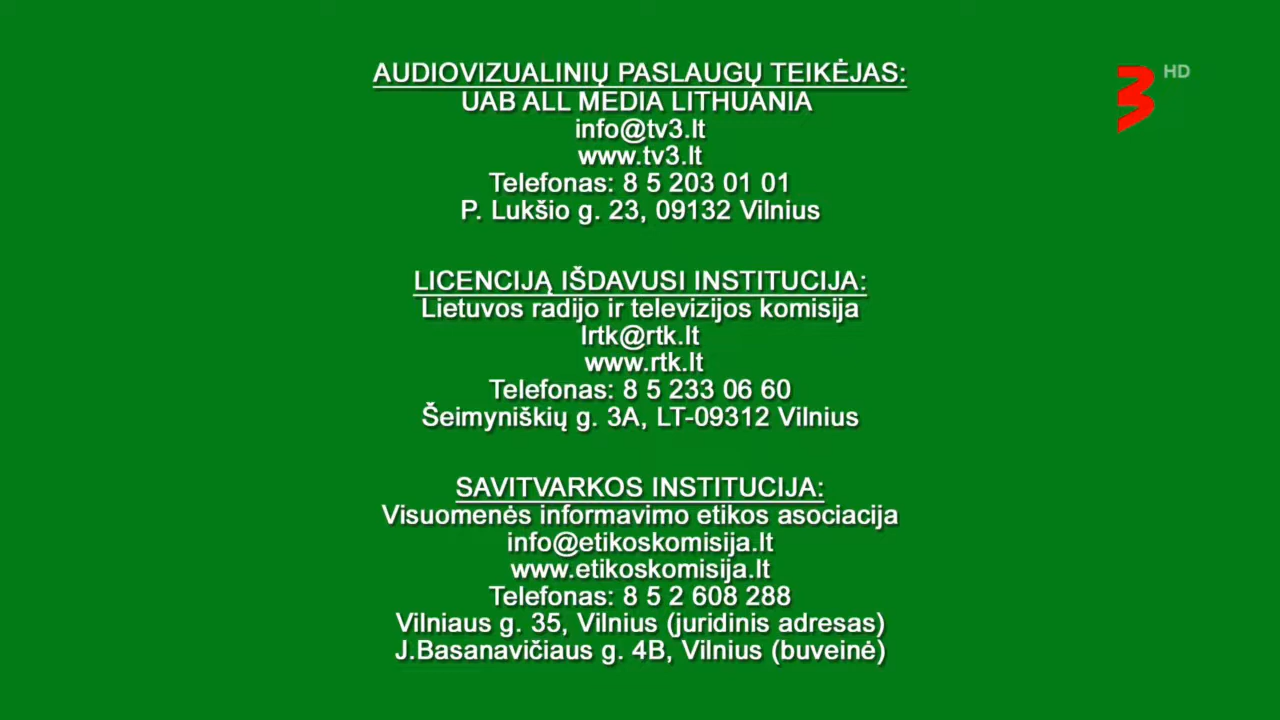 AUDIOVIZUALINIŲ PASLAUGŲ TEIKĖJAS:
UAB ALL MEDIA LITHUANIA
info@tv3.lt
www.tv3.lt
Telefonas: 8 5 203 01 01
P. Lukšio g. 23, 09132 Vilnius
3 HD
LICENCIJĄ IŠDAVUSI INSTITUCIJA:
Lietuvos radijo ir televizijos komisija
lrtk@rtk.lt
www.rtk.lt
Telefonas: 8 5 233 06 60
Šeimyniškių g. 3A, LT-09312 Vilnius
SAVITVARKOS INSTITUCIJA:
Visuomenės informavimo etikos asociacija
info@etikoskomisija.lt
www.etikoskomisija.lt
Telefonas: 8 5 2 608 288
Vilniaus g. 35, Vilnius (juridinis adresas)
J.Basanavičiaus g. 4B, Vilnius (buveinė)